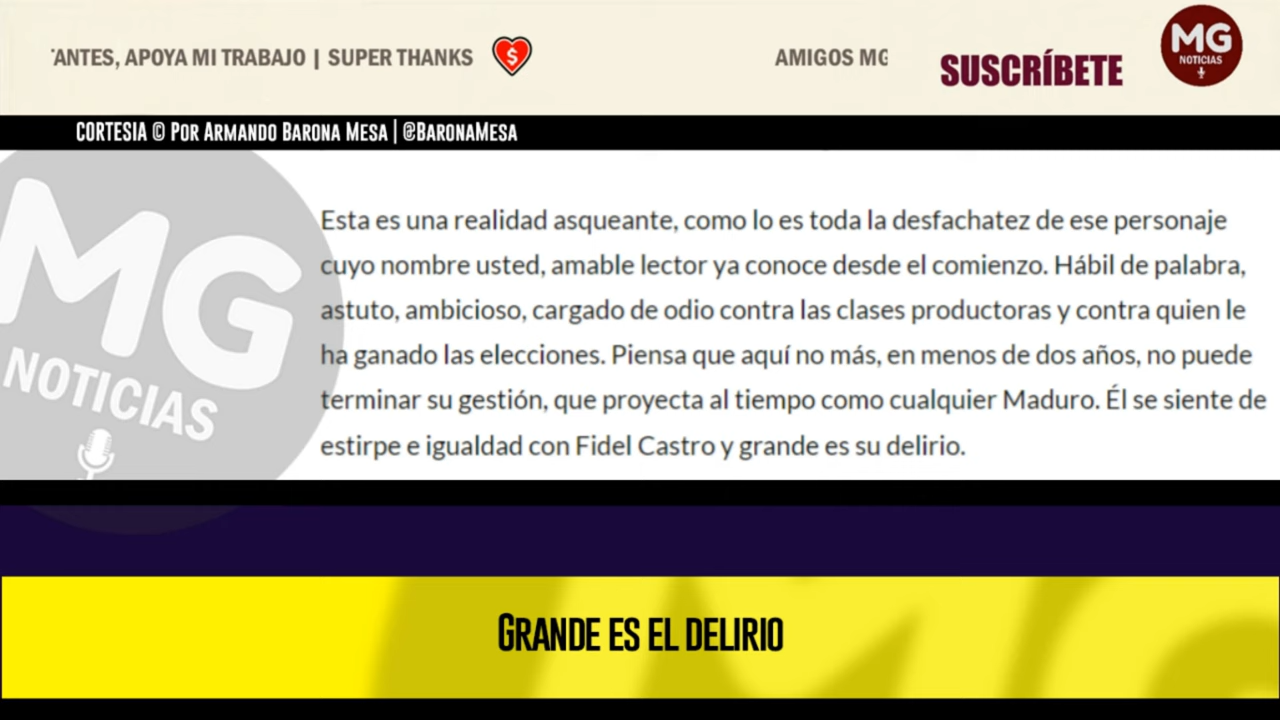 'ANTES, APOYA MI TRABAJO | SUPER THANKS
AMIGOS MG
SUSCRÍBETE
MG
NOTICIAS
CORTESIA © POR ARMANDO BARONA MESA | @BARONAMESA
MG
NOTICIAS
Esta es una realidad asqueante, como lo es toda la desfachatez de ese personaje
cuyo nombre usted, amable lector ya conoce desde el comienzo. Hábil de palabra,
astuto, ambicioso, cargado de odio contra las clases productoras y contra quien le
ha ganado las elecciones. Piensa que aquí no más, en menos de dos años, no puede
terminar su gestión, que proyecta al tiempo como cualquier Maduro. Él se siente de
estirpe e igualdad con Fidel Castro y grande es su delirio.
GRANDE ES EL DELIRIO